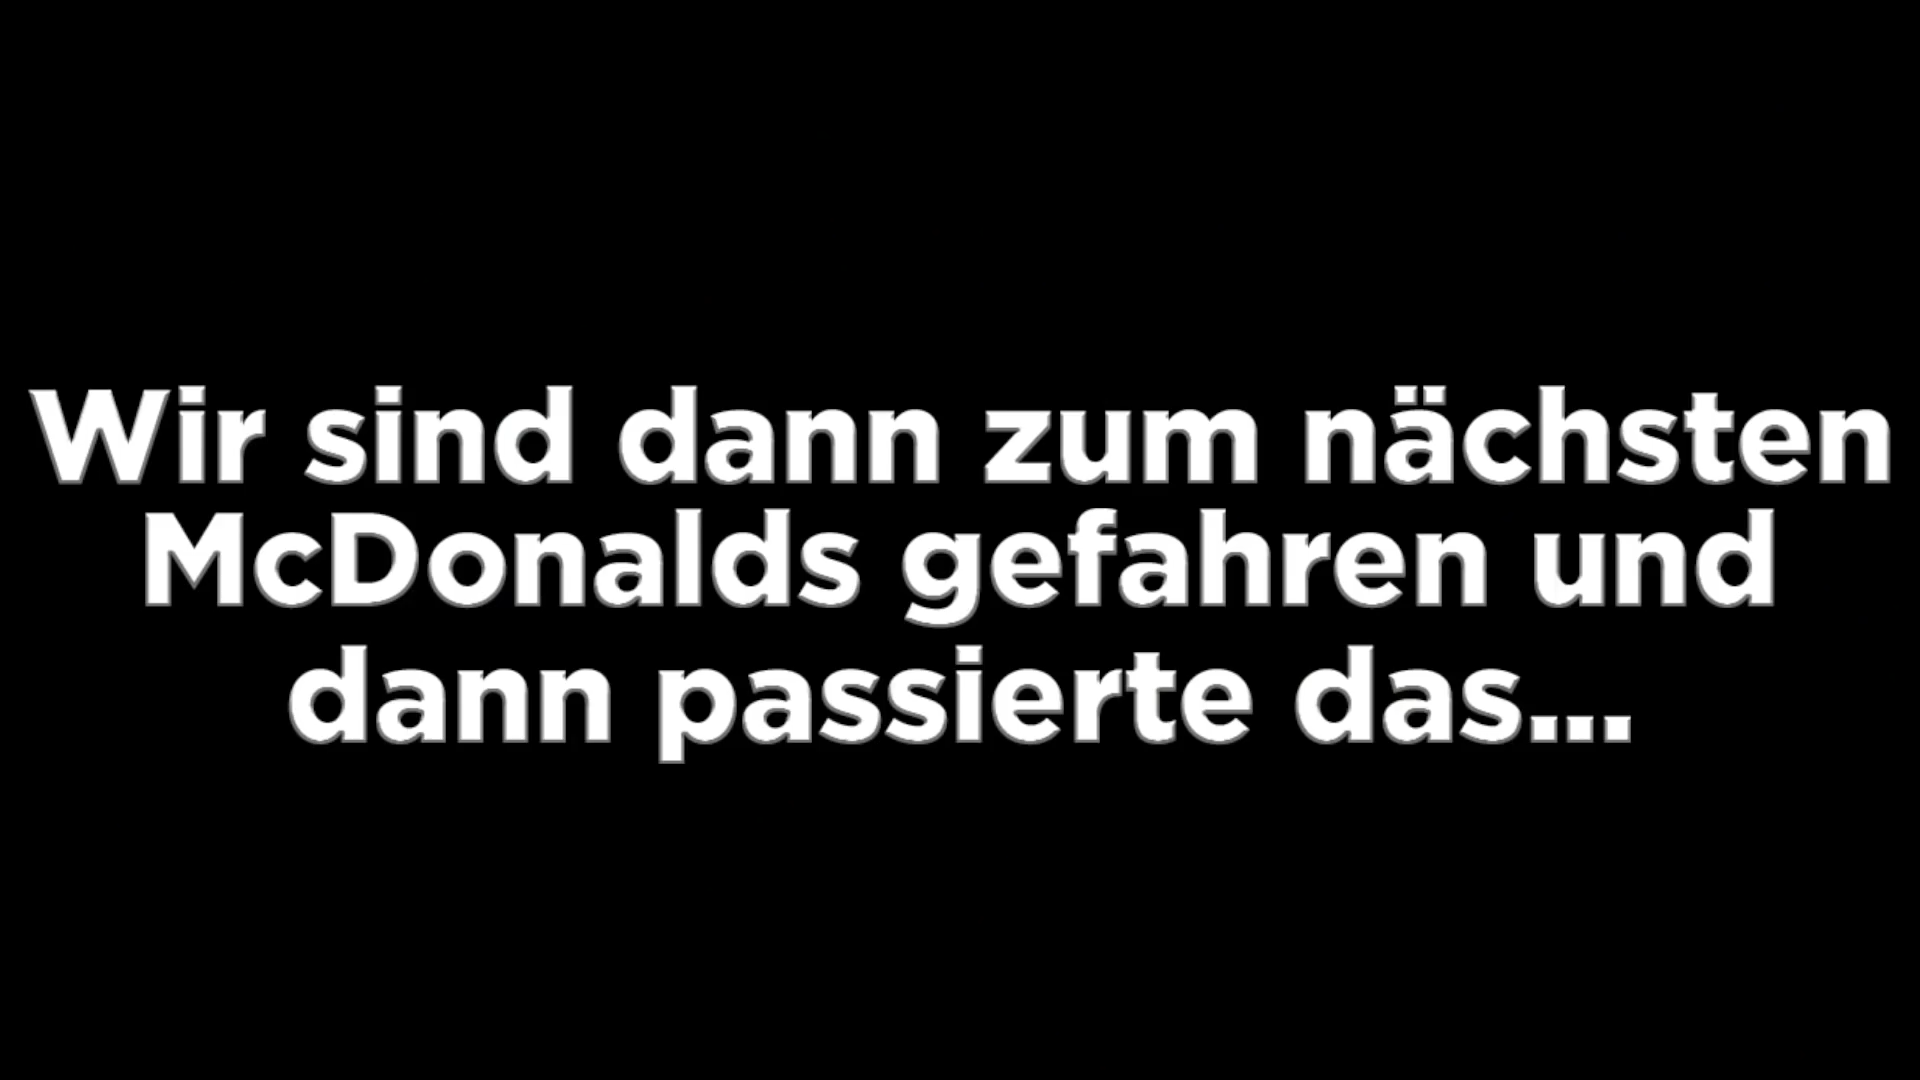 Wir sind dann zum nächsten
McDonalds gefahren und
dann passierte das...